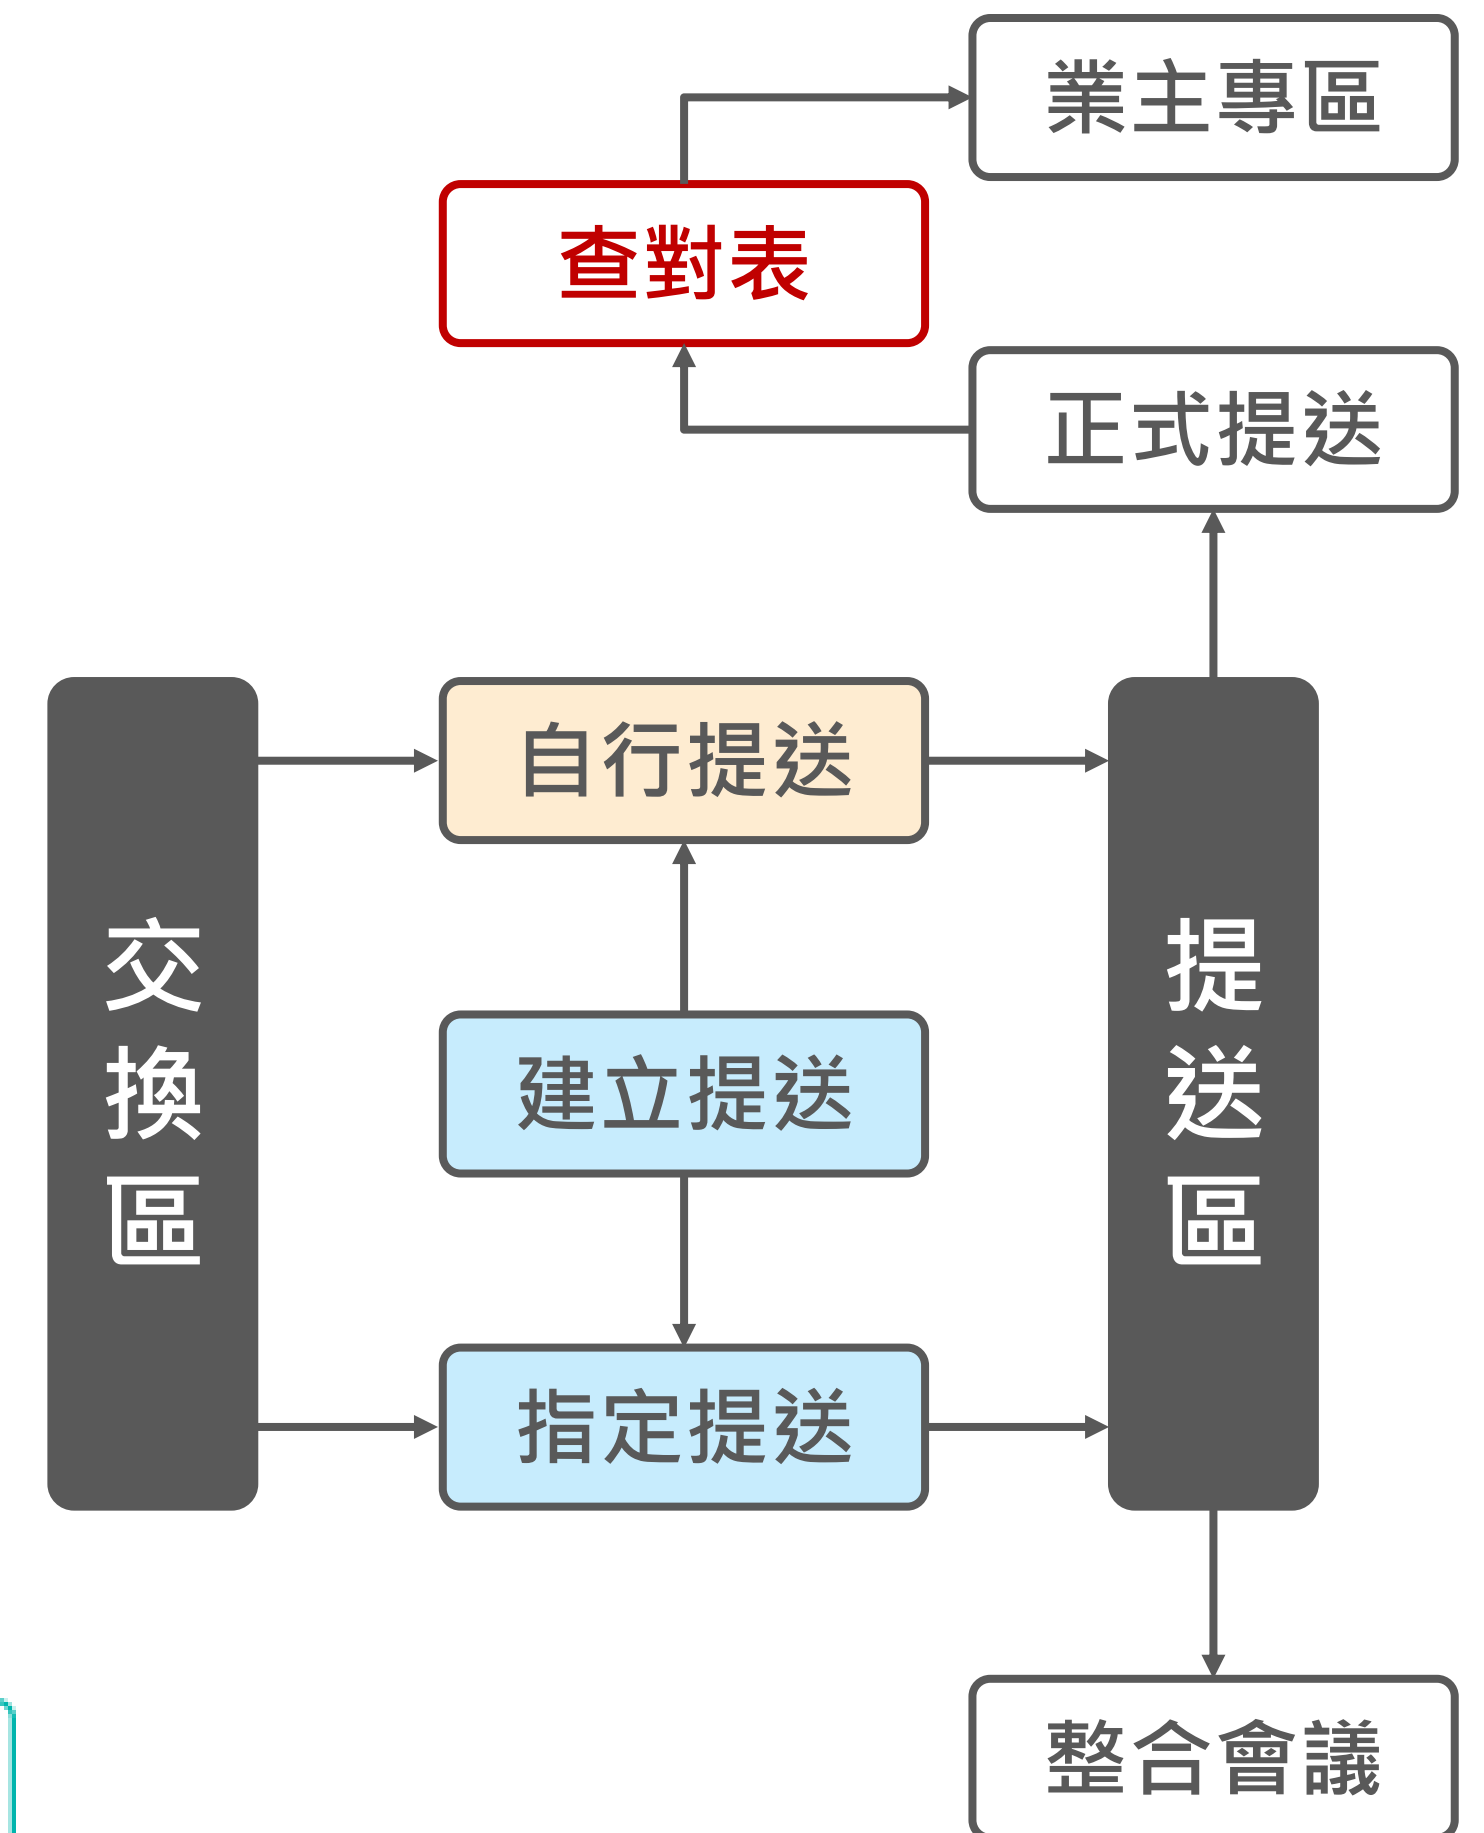 業主專區
查對表
正式提送
自行提送
交換區
建立提送
提送區
指定提送
整合會議